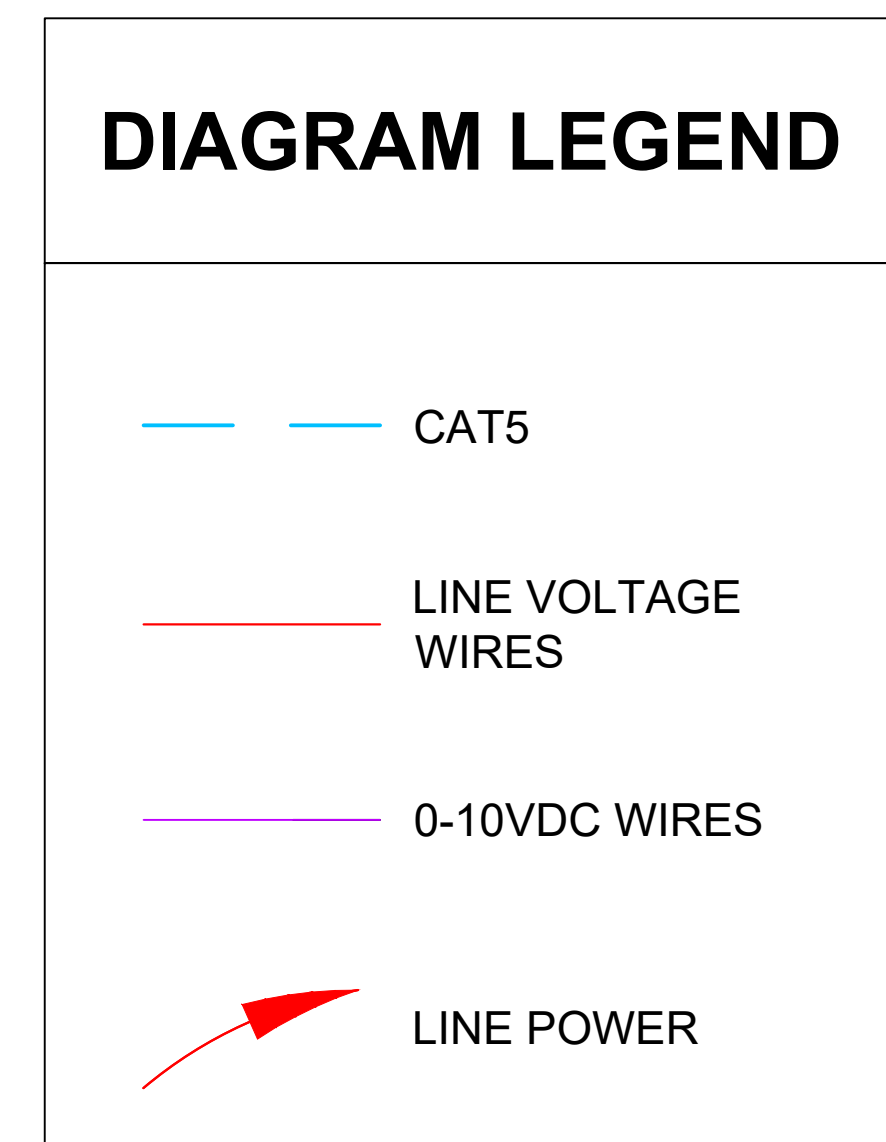 DIAGRAM LEGEND
CAT5
LINE VOLTAGE
WIRES
0-10VDC WIRES
LINE POWER